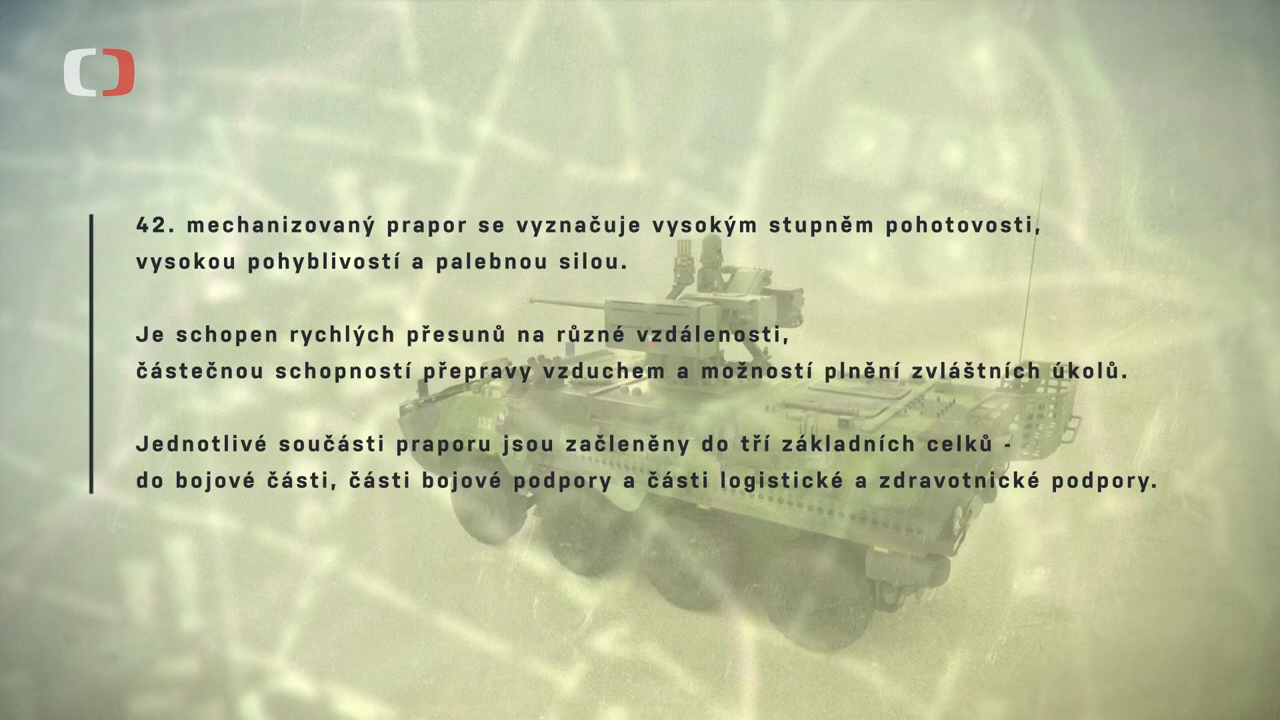 42. mechanizovaný prapor se vyznačuje vysokým stupněm pohotovosti,
vysokou pohyblivostí a palebnou silou.
Je schopen rychlých přesunů na různé vzdálenosti,
částečnou schopností přepravy vzduchem a možností plnění zvláštních úkolů.
Jednotlivé součásti praporu jsou začleněny do tří základních celků -
do bojové části, části bojové podpory a části logistické a zdravotnické podpory.